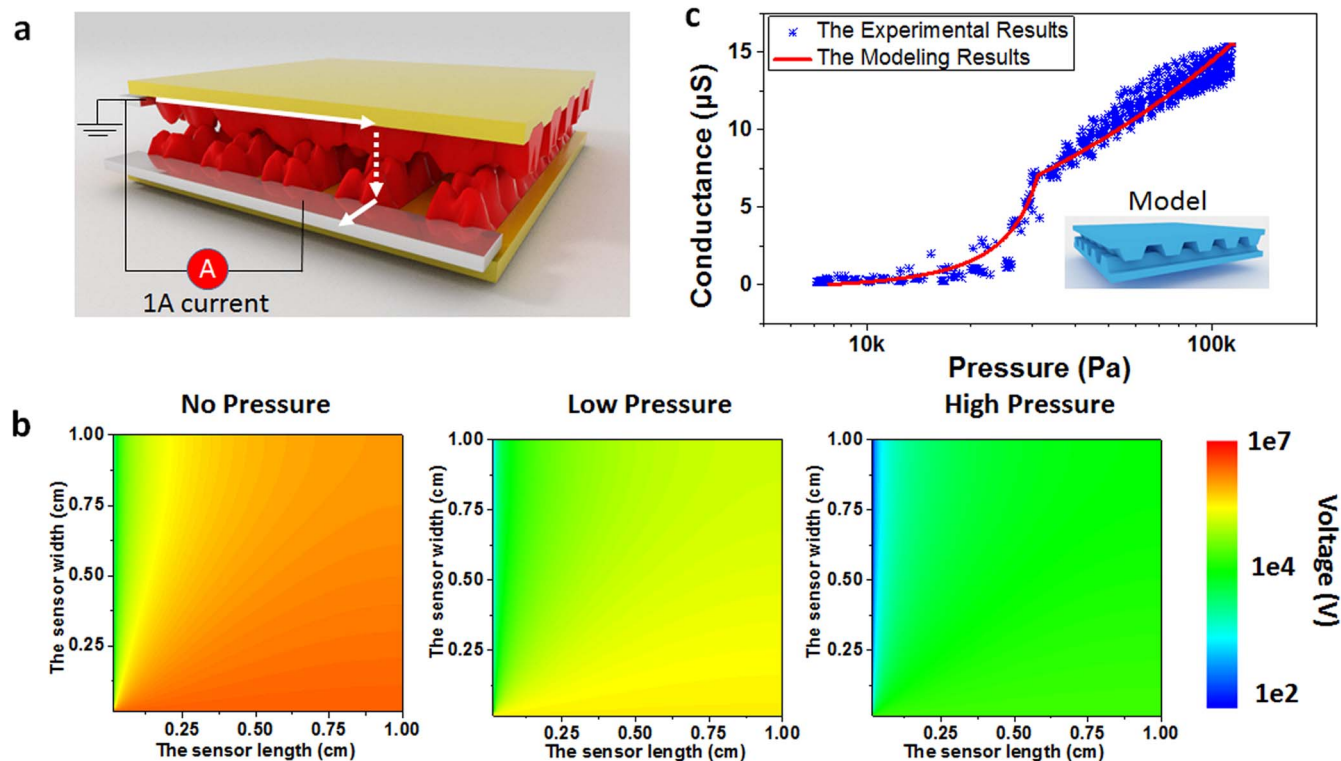 a
A
1A current
c
The Experimental Results
The Modeling Results
Conductance (µS)
15
10
5
0
Model
10k
100k
Pressure (Pa)
b
No Pressure
Low Pressure
High Pressure
The sensor width (cm)
1.00
0.75
0.50
0.25
0.25
0.50
0.75
1.00
The sensor length (cm)
The sensor width (cm)
1.00
0.75
0.50
0.25
0.25
0.50
0.75
1.00
The sensor length (cm)
The sensor width (cm)
1.00
0.75
0.50
0.25
0.25
0.50
0.75
1.00
The sensor length (cm)
1e7
1e4
1e2
Voltage (V)